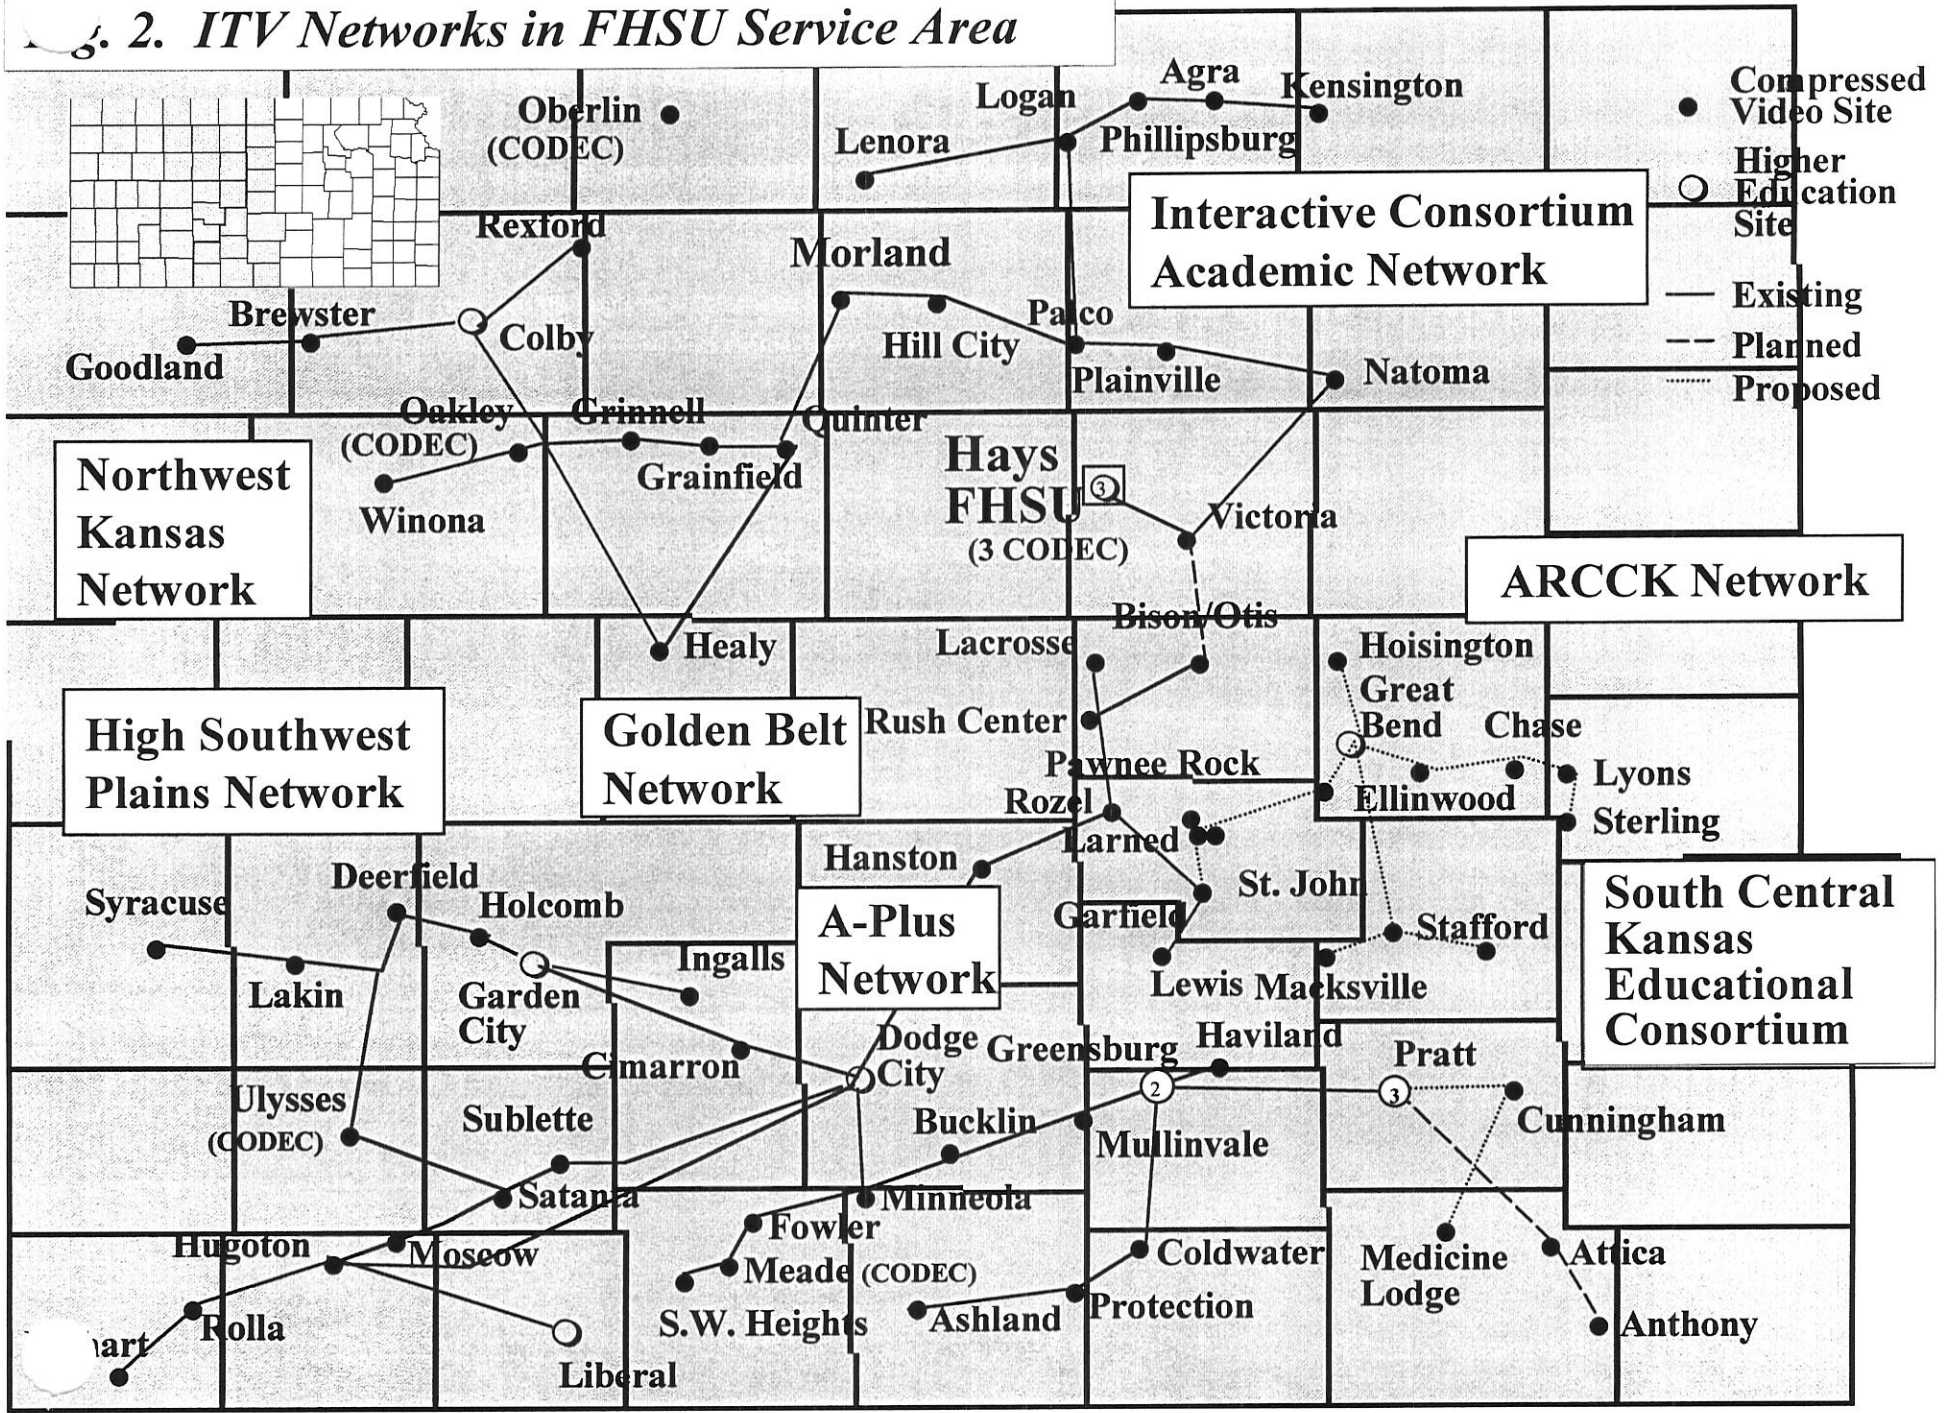 g. 2. ITV Networks in FHSU Service Area
Oberlin
(CODEC)
Lenora
Logan
Agra
Phillipsburg
Kensington
Compressed
Video Site
Higher
Education
Site
Existing
Planned
Proposed
Interactive Consortium
Academic Network
Rexford
Morland
Brewster
Goodland
Colby
Hill City
Palco
Plainville
Natoma
Oakley
(CODEC)
Grinnell
Quinter
Grainfield
Winona
Northwest
Kansas
Network
Hays
FHSU
(3 CODEC)
3
Victoria
ARCCK Network
Bison/Otis
Healy
Lacrosse
Hoisington
Great
Bend
Chase
Lyons
Ellinwood
Sterling
High Southwest
Plains Network
Golden Belt
Network
Rush Center
Pawnee Rock
Rozel
Larned
Hanston
St. John
Garfield
Stafford
Lewis
Macksville
Deerfield
Syracuse
Holcomb
Lakin
Garden
City
Ingalls
A-Plus
Network
South Central
Kansas
Educational
Consortium
Cimarron
Dodge
City
Greensburg
Haviland
Pratt
2
3
Ulysses
(CODEC)
Sublette
Bucklin
Mullinvale
Cunningham
Satanta
Minneola
Fowler
Hugoton
Moscow
Meade (CODEC)
Coldwater
Medicine
Lodge
Attica
Rolla
S.W. Heights
Ashland
Protection
Anthony
hart
Liberal